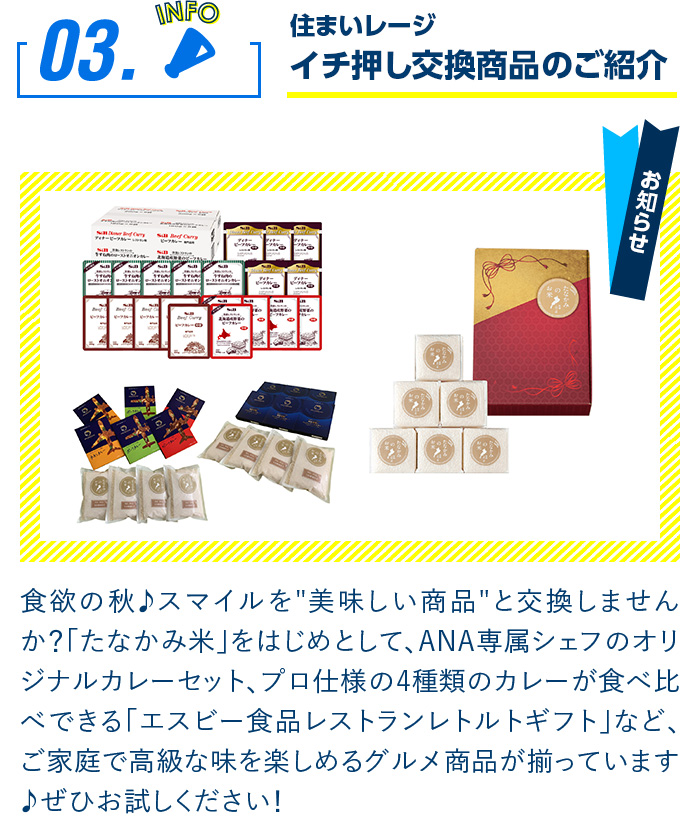 03.
INFO
住まいレージ
イチ押し交換商品のご紹介
お知らせ
S&B Dinner Beef Curry
S&B Beef Curry
食欲の秋♪スマイルを"美味しい商品"と交換しません
か?「たなかみ米」をはじめとして、ANA専属シェフのオリ
ジナルカレーセット、プロ仕様の4種類のカレーが食べ比
べできる「エスビー食品レストランレトルトギフト」など、
ご家庭で高級な味を楽しめるグルメ商品が揃っています
♪ぜひお試しください!